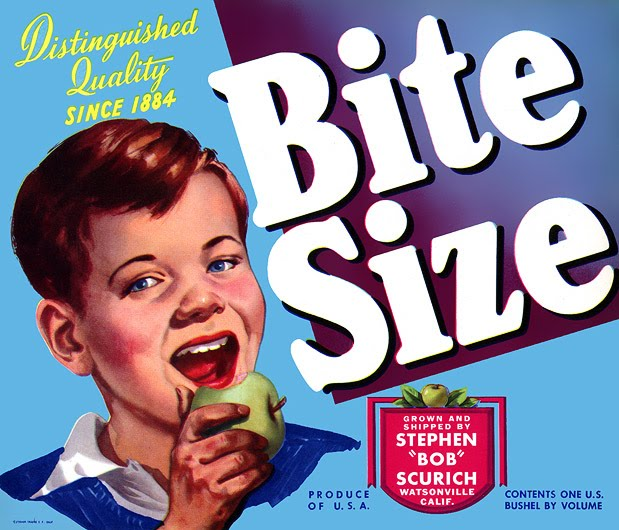 Distinguished
Quality
SINCE 1884
Bite
Size
GROWN AND
SHIPPED BY
STEPHEN
"BOB"
SCURICH
WATSONVILLE
CALIF.
PRODUCE
OF U.S.A.
CONTENTS ONE U.S.
BUSHEL BY VOLUME